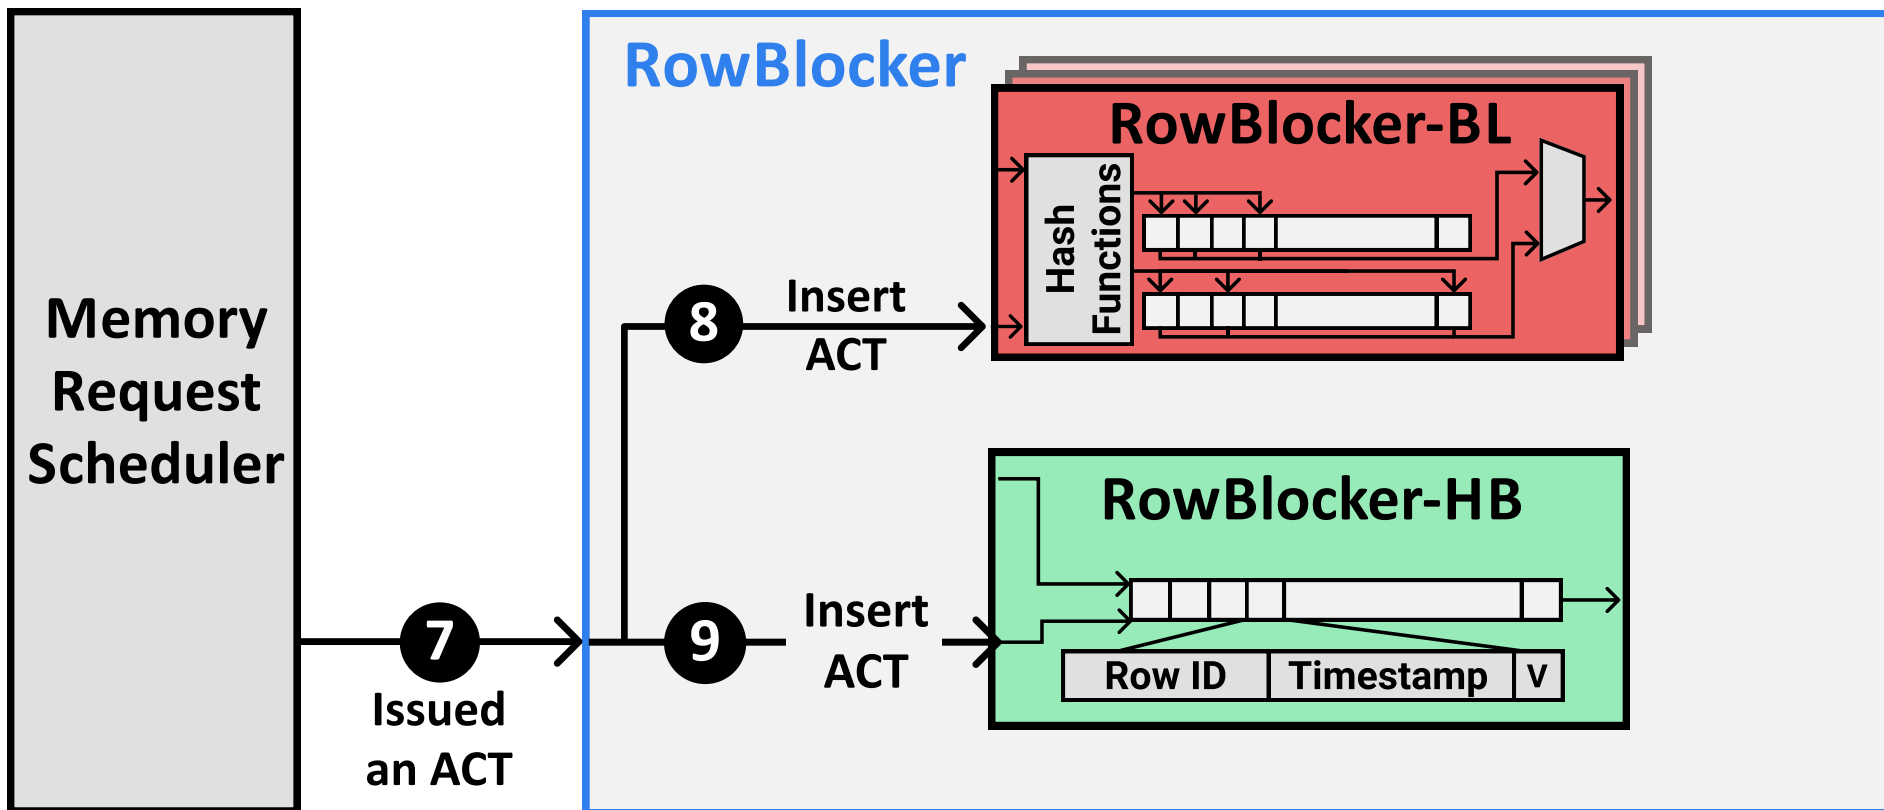 Memory
Request
Scheduler
7
Issued
an ACT
RowBlocker
8
Insert
ACT
RowBlocker-BL
Hash
Functions
9
Insert
ACT
RowBlocker-HB
Row ID
Timestamp
V